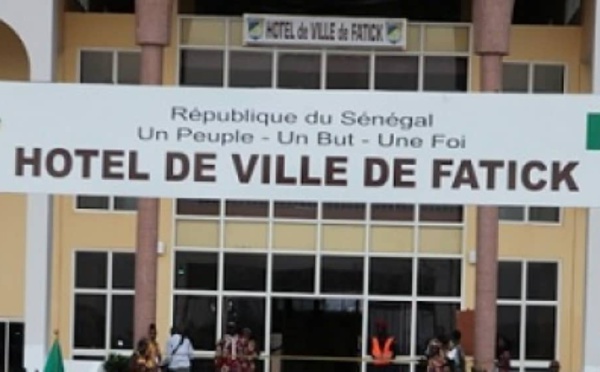 HOTEL de VILLE de FATICK
République du Sénégal
Un Peuple - Un But - Une Foi
HOTEL DE VILLE DE FATICK